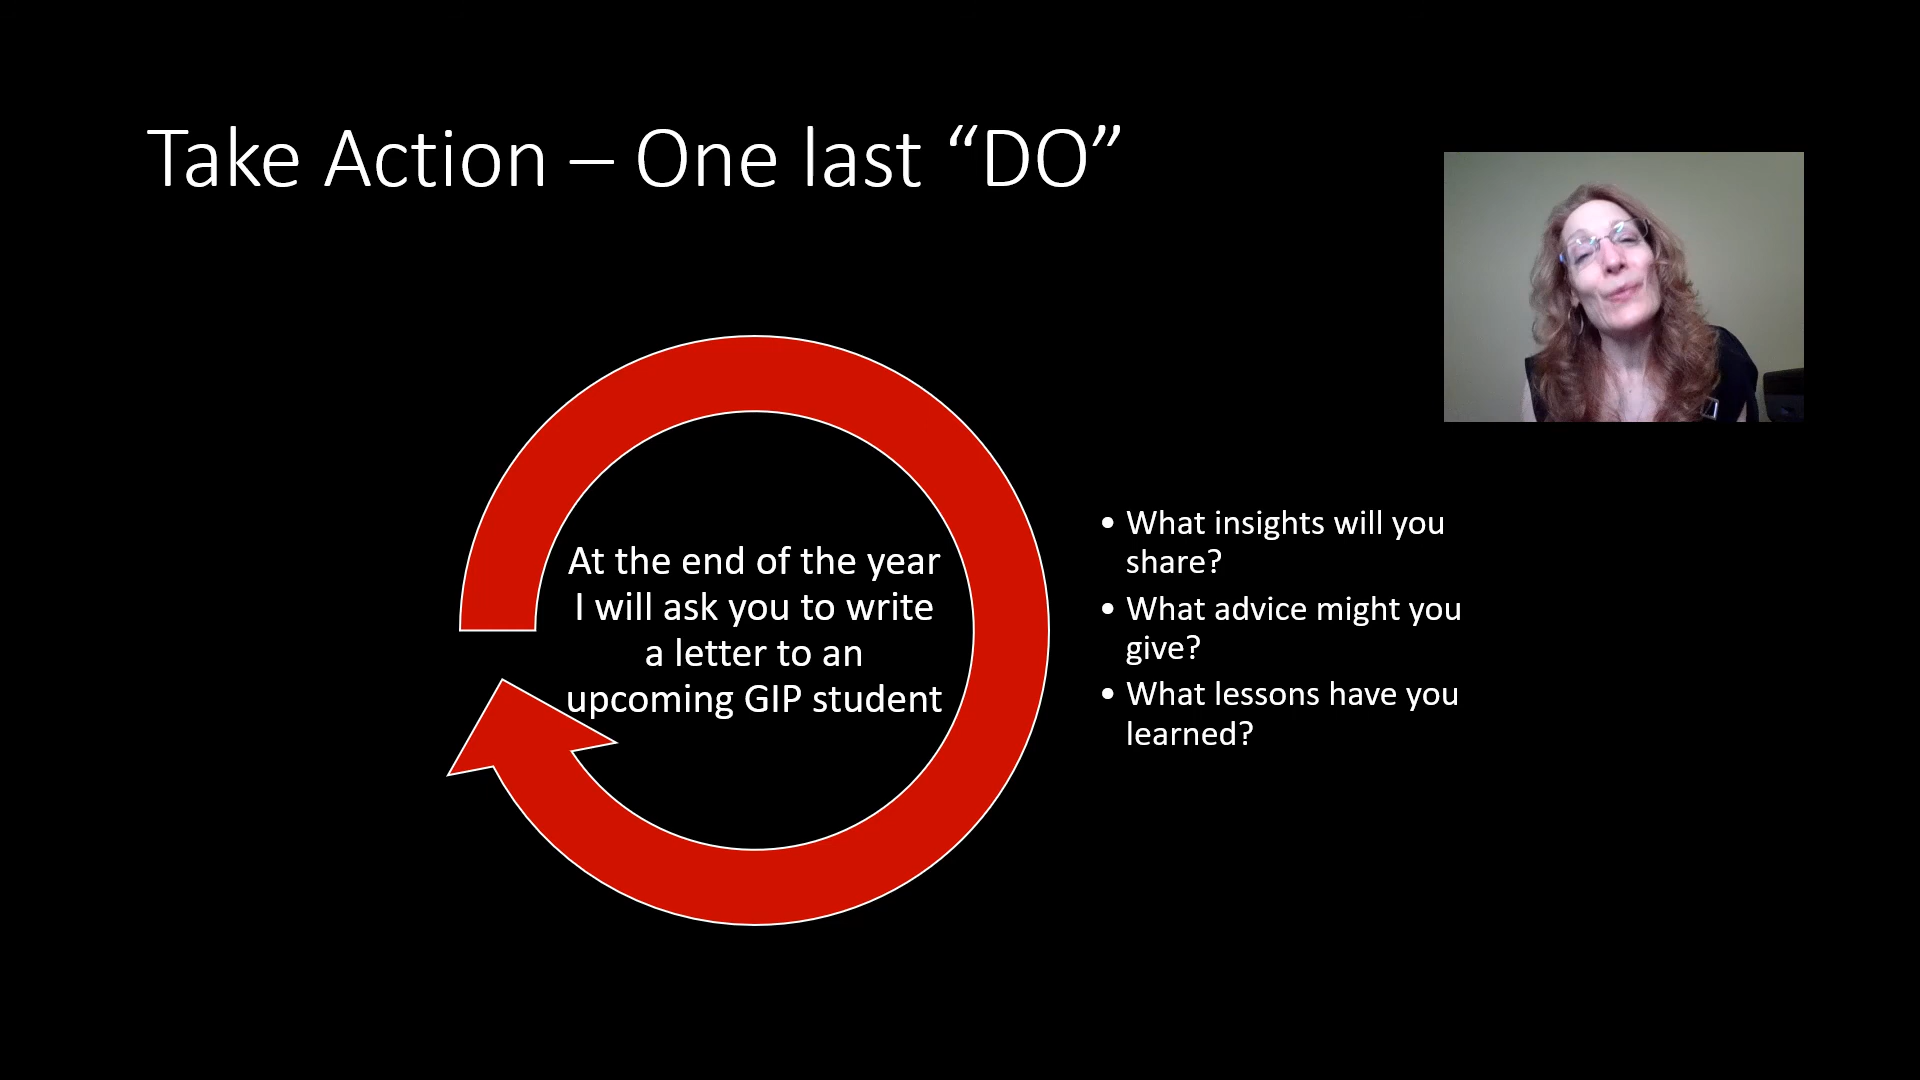 Take Action – One last “DO”
At the end of the year
I will ask you to write
a letter to an
upcoming GIP student
• What insights will you
share?
• What advice might you
give?
• What lessons have you
learned?